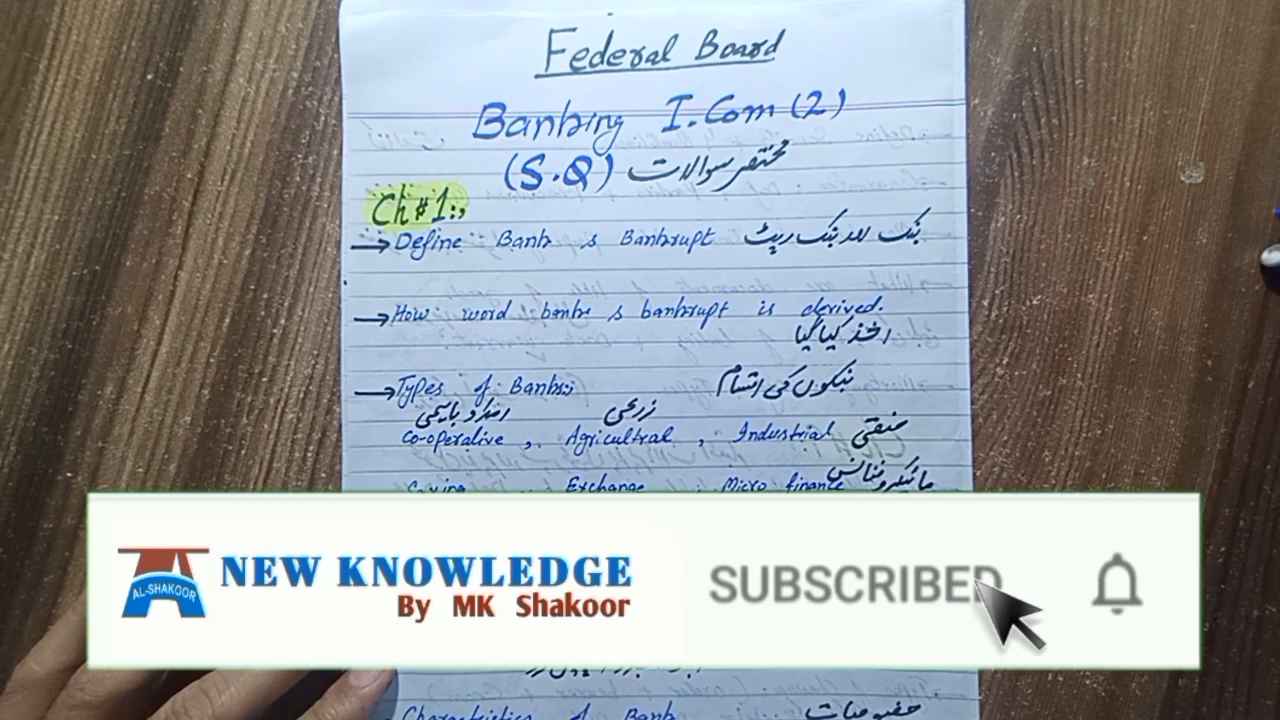 Federal Board
Banking I.Com (2)
(S.Q) مختصر سوالات
Ch # 1:,
→ Define Bank & Bankrupt بنک اور بنک رپٹ
→ How word bank & bankrupt is derived.
اخذ کیا گیا
→ Types of Banks:; بنکوں کی اقسام
امداد باہمی زرعی
Co-operative , Agricultral , Industrial صنعتی
مائیکرو فنانس
Saving , Exchange , Micro finance
AL-SHAKOOR
NEW KNOWLEDGE
By MK Shakoor
SUBSCRIBED
Characteristics of Bank خصوصیات